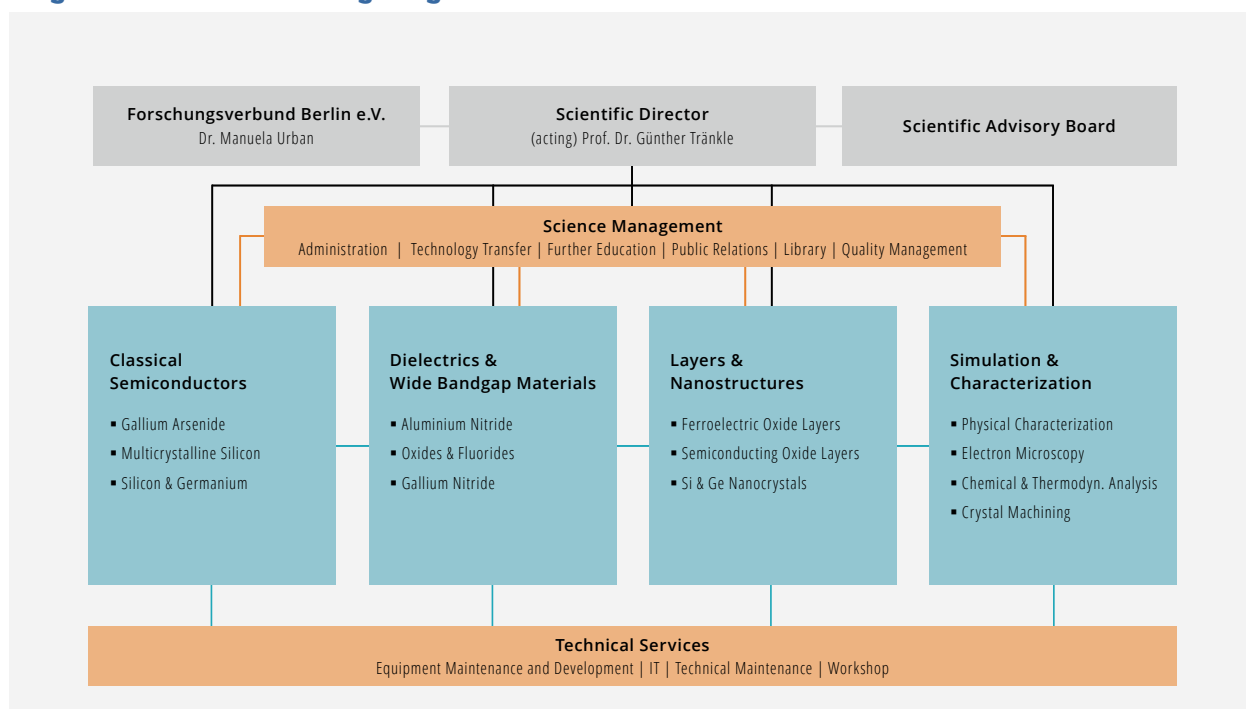 Forschungsverbund Berlin e.V.
Dr. Manuela Urban
Scientific Director
(acting) Prof. Dr. Günther Tränkle
Scientific Advisory Board
Science Management
Administration | Technology Transfer | Further Education | Public Relations | Library | Quality Management
Classical
Semiconductors
▪ Gallium Arsenide
▪ Multicrystalline Silicon
▪ Silicon & Germanium
Dielectrics &
Wide Bandgap Materials
▪ Aluminium Nitride
▪ Oxides & Fluorides
▪ Gallium Nitride
Layers &
Nanostructures
▪ Ferroelectric Oxide Layers
▪ Semiconducting Oxide Layers
▪ Si & Ge Nanocrystals
Simulation &
Characterization
▪ Physical Characterization
▪ Electron Microscopy
▪ Chemical & Thermodyn. Analysis
▪ Crystal Machining
Technical Services
Equipment Maintenance and Development | IT | Technical Maintenance | Workshop